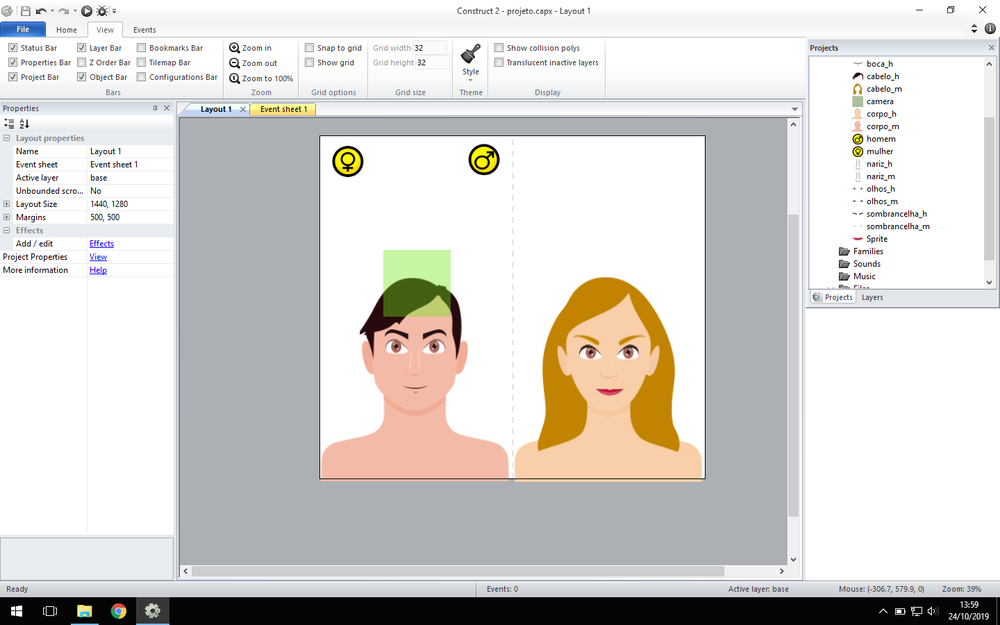 Construct 2 - projeto.capx - Layout 1
File Home View Events
Status Bar Layer Bar Bookmarks Bar Zoom in Snap to grid Grid width 32 Show collision polys
Properties Bar Z Order Bar Tilemap Bar Zoom out Show grid Grid height 32 Translucent inactive layers
Project Bar Object Bar Configurations Bar Zoom to 100% Style
Bars Zoom Grid options Grid size Theme Display
Properties
Layout properties
Name Layout 1
Event sheet Event sheet 1
Active layer base
Unbounded scro... No
Layout Size 1440, 1280
Margins 500, 500
Effects
Add / edit Effects
Project Properties View
More information Help
Layout 1 Event sheet 1
Projects
boca_h
cabelo_h
cabelo_m
camera
corpo_h
corpo_m
homem
mulher
nariz_h
nariz_m
olhos_h
olhos_m
sombrancelha_h
sombrancelha_m
Sprite
Families
Sounds
Music
Projects Layers
Ready Events: 0 Active layer: base Mouse: (-306.7, 579.9, 0) Zoom: 39%
13:59
24/10/2019